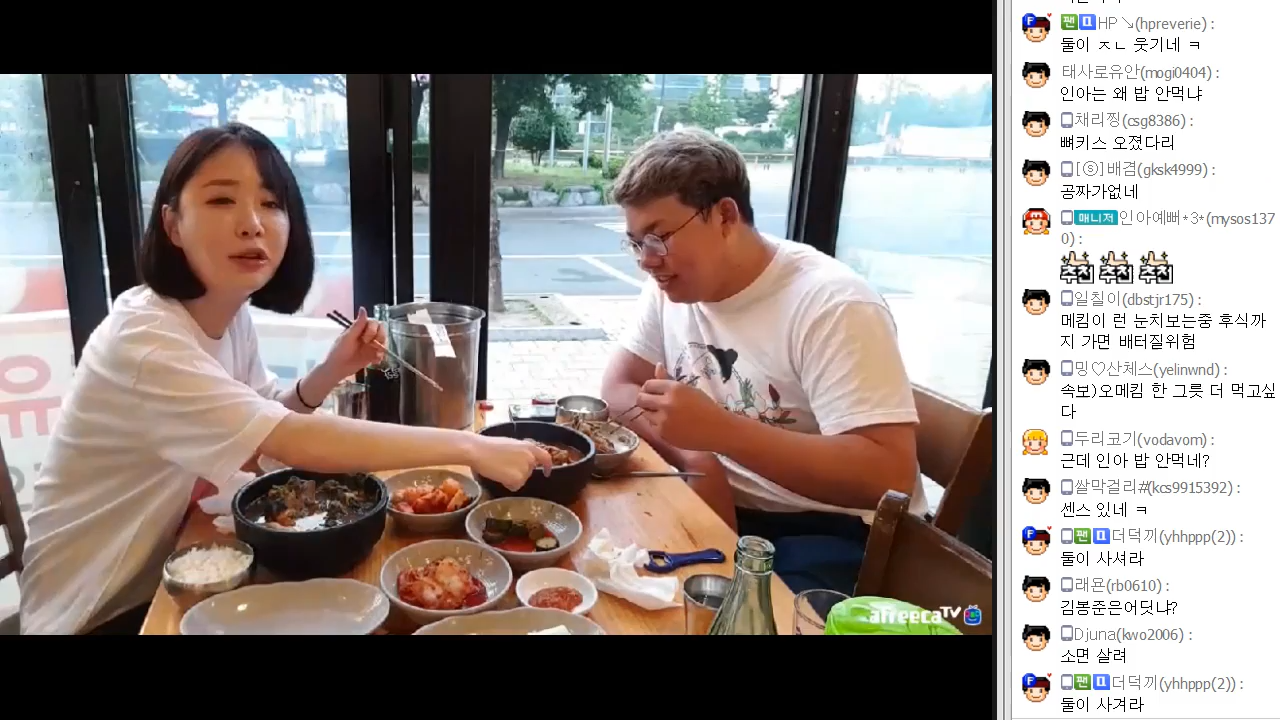 HP↘(hpreverie) :
둘이 ㅈㄴ 웃기네 ㅋ
태사로유안(mogi0404) :
인아는 왜 밥 안먹냐
채리찡(csg8386) :
뼈키스 오졌다리
[ⓢ]배겸(gksk4999) :
공짜가없네
매니저 인아예뻐*3*(mysos137
0) :
추천 추천 추천
일칠이(dbstjr175) :
메킴이 런 눈치보는중 후식까
지 가면 배터질위험
밍♡산체스(yelinwnd) :
속보 오메킴 한 그릇 더 먹고싶
다
두리코기(vodavom) :
근데 인아 밥 안먹네?
쌀막걸리#(kcs9915392) :
센스 있네 ㅋ
팬 더덕끼(yhhppp(2)) :
둘이 사셔라
래욘(rb0610) :
김봉준은어딧냐?
Djuna(kwo2006) :
소면 살려
팬 더덕끼(yhhppp(2)) :
둘이 사겨라
afreecaTV